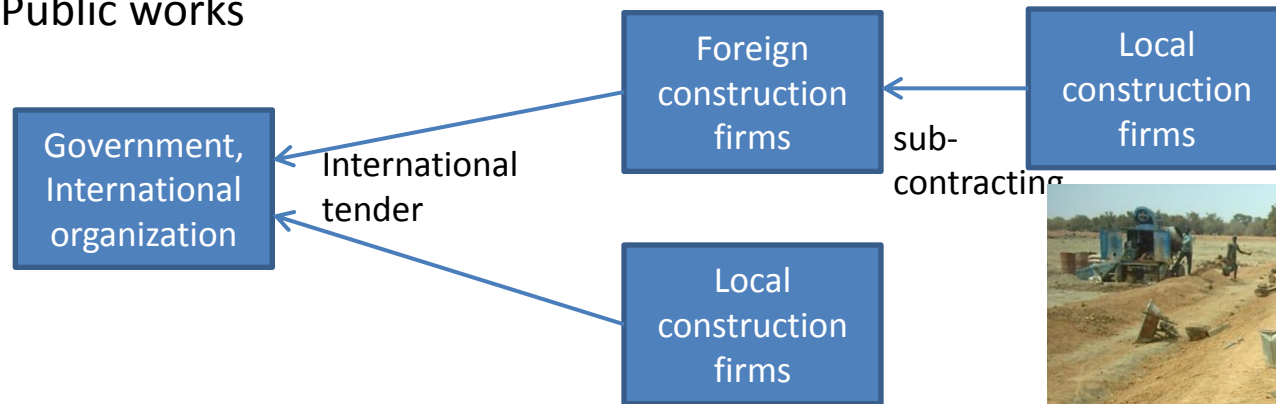 Public works
Government,
International
organization
International
tender
Foreign
construction
firms
sub-
contracting
Local
construction
firms
Local
construction
firms